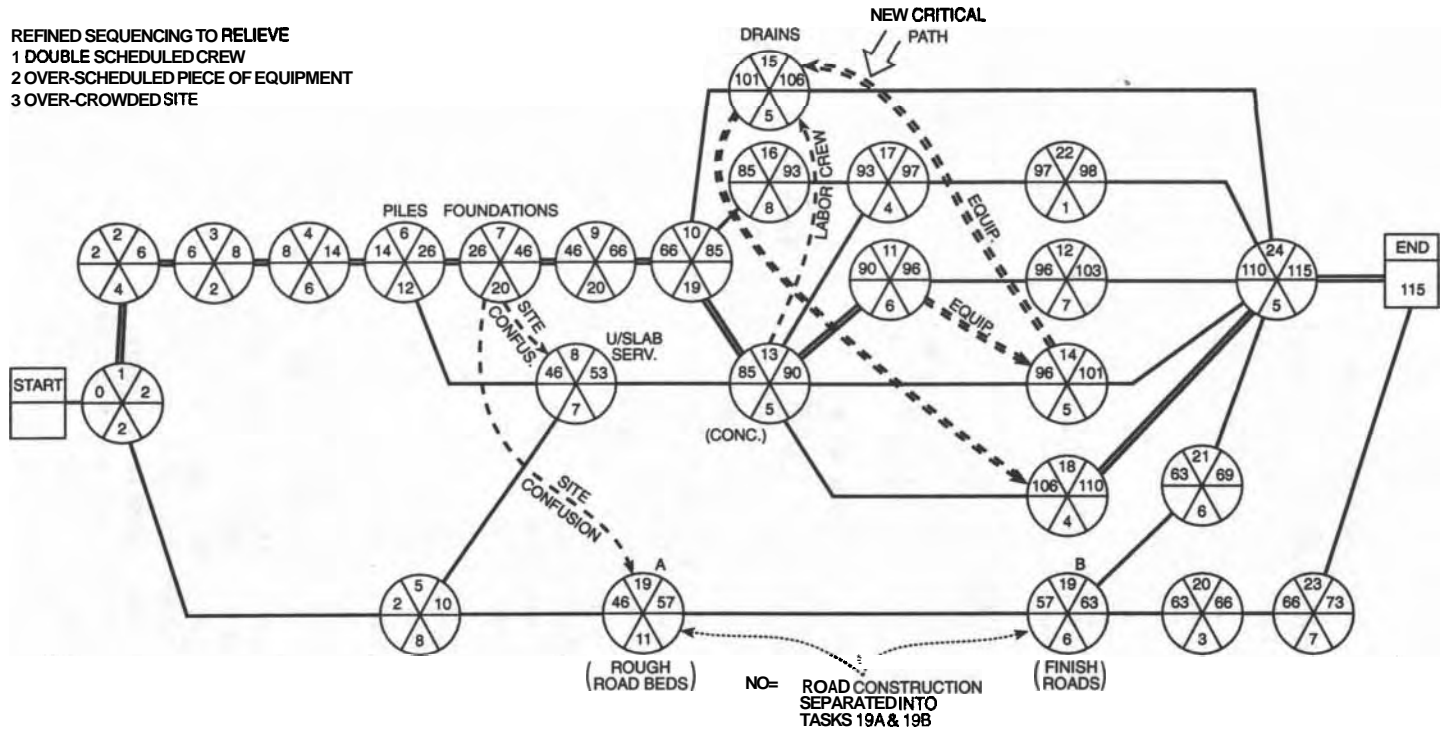 REFINED SEQUENCING TO RELIEVE
1 DOUBLE SCHEDULED CREW
2 OVER-SCHEDULED PIECE OF EQUIPMENT
3 OVER-CROWDED SITE
NEW CRITICAL
PATH
DRAINS
15
101 106
5
16
85 93
8
17
93 97
4
22
97 98
1
LABOR CREW
EQUIP.
PILES FOUNDATIONS
2
2 6
4
3
6 8
2
4
8 14
6
6
14 26
12
7
26 46
20
9
46 66
20
10
66 85
19
11
90 96
6
12
96 103
7
24
110 115
5
END
115
EQUIP.
SITE
CONFUS.
U/SLAB
SERV.
START
1
0 2
2
8
46 53
7
13
85 90
5
(CONC.)
14
96 101
5
18
106 110
4
21
63 69
6
SITE
CONFUSION
5
2 10
8
A
19
46 57
11
(ROUGH
ROAD BEDS)
B
19
57 63
6
(FINISH
ROADS)
20
63 66
3
23
66 73
7
NO= ROAD CONSTRUCTION
SEPARATED INTO
TASKS 19A & 19B